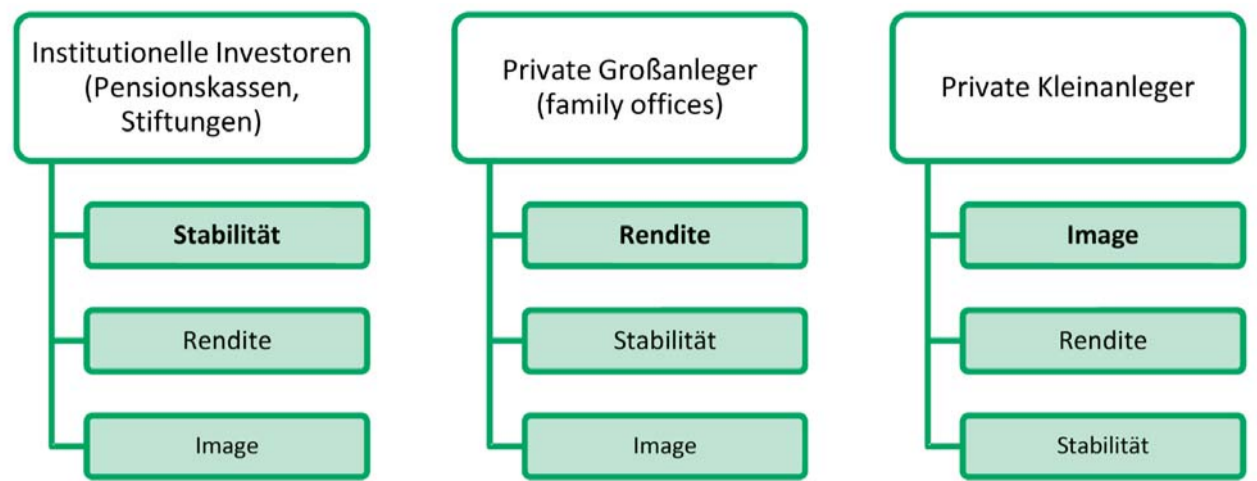 Institutionelle Investoren
(Pensionskassen,
Stiftungen)
Stabilität
Rendite
Image
Private Großanleger
(family offices)
Rendite
Stabilität
Image
Private Kleinanleger
Image
Rendite
Stabilität